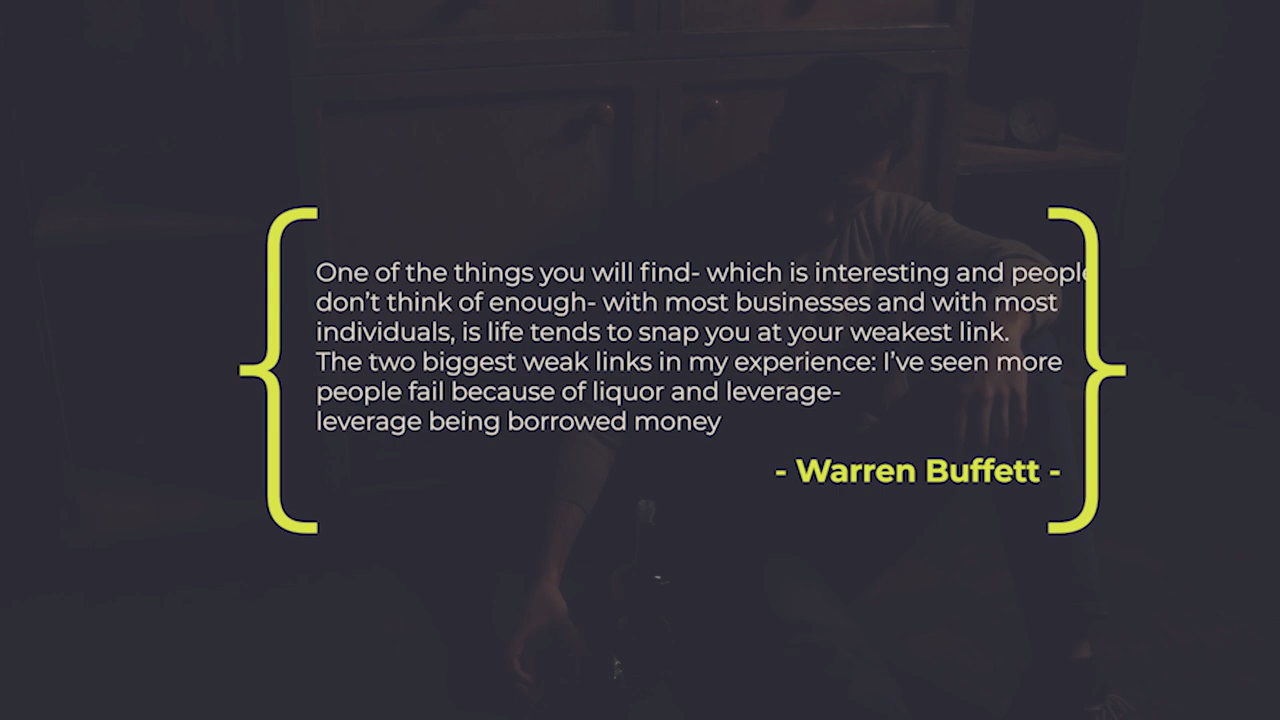 One of the things you will find- which is interesting and people
don't think of enough- with most businesses and with most
individuals, is life tends to snap you at your weakest link.
The two biggest weak links in my experience: I've seen more
people fail because of liquor and leverage-
leverage being borrowed money
- Warren Buffett -